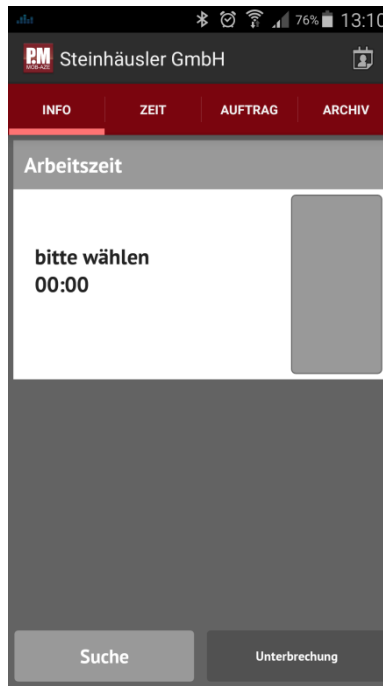 76% 13:10
P.M
MOB-AZE
Steinhäusler GmbH
INFO ZEIT AUFTRAG ARCHIV
Arbeitszeit
bitte wählen
00:00
Suche Unterbrechung